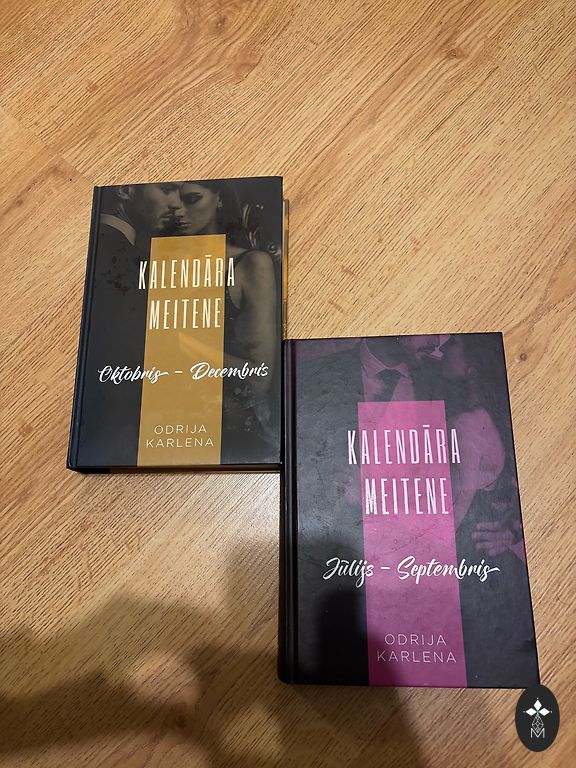 KALENDĀRA
MEITENE
Oktobris – Decembris
ODRIJA
KARLENA
KALENDĀRA
MEITENE
Jūlijs – Septembris
ODRIJA
KARLENA
M